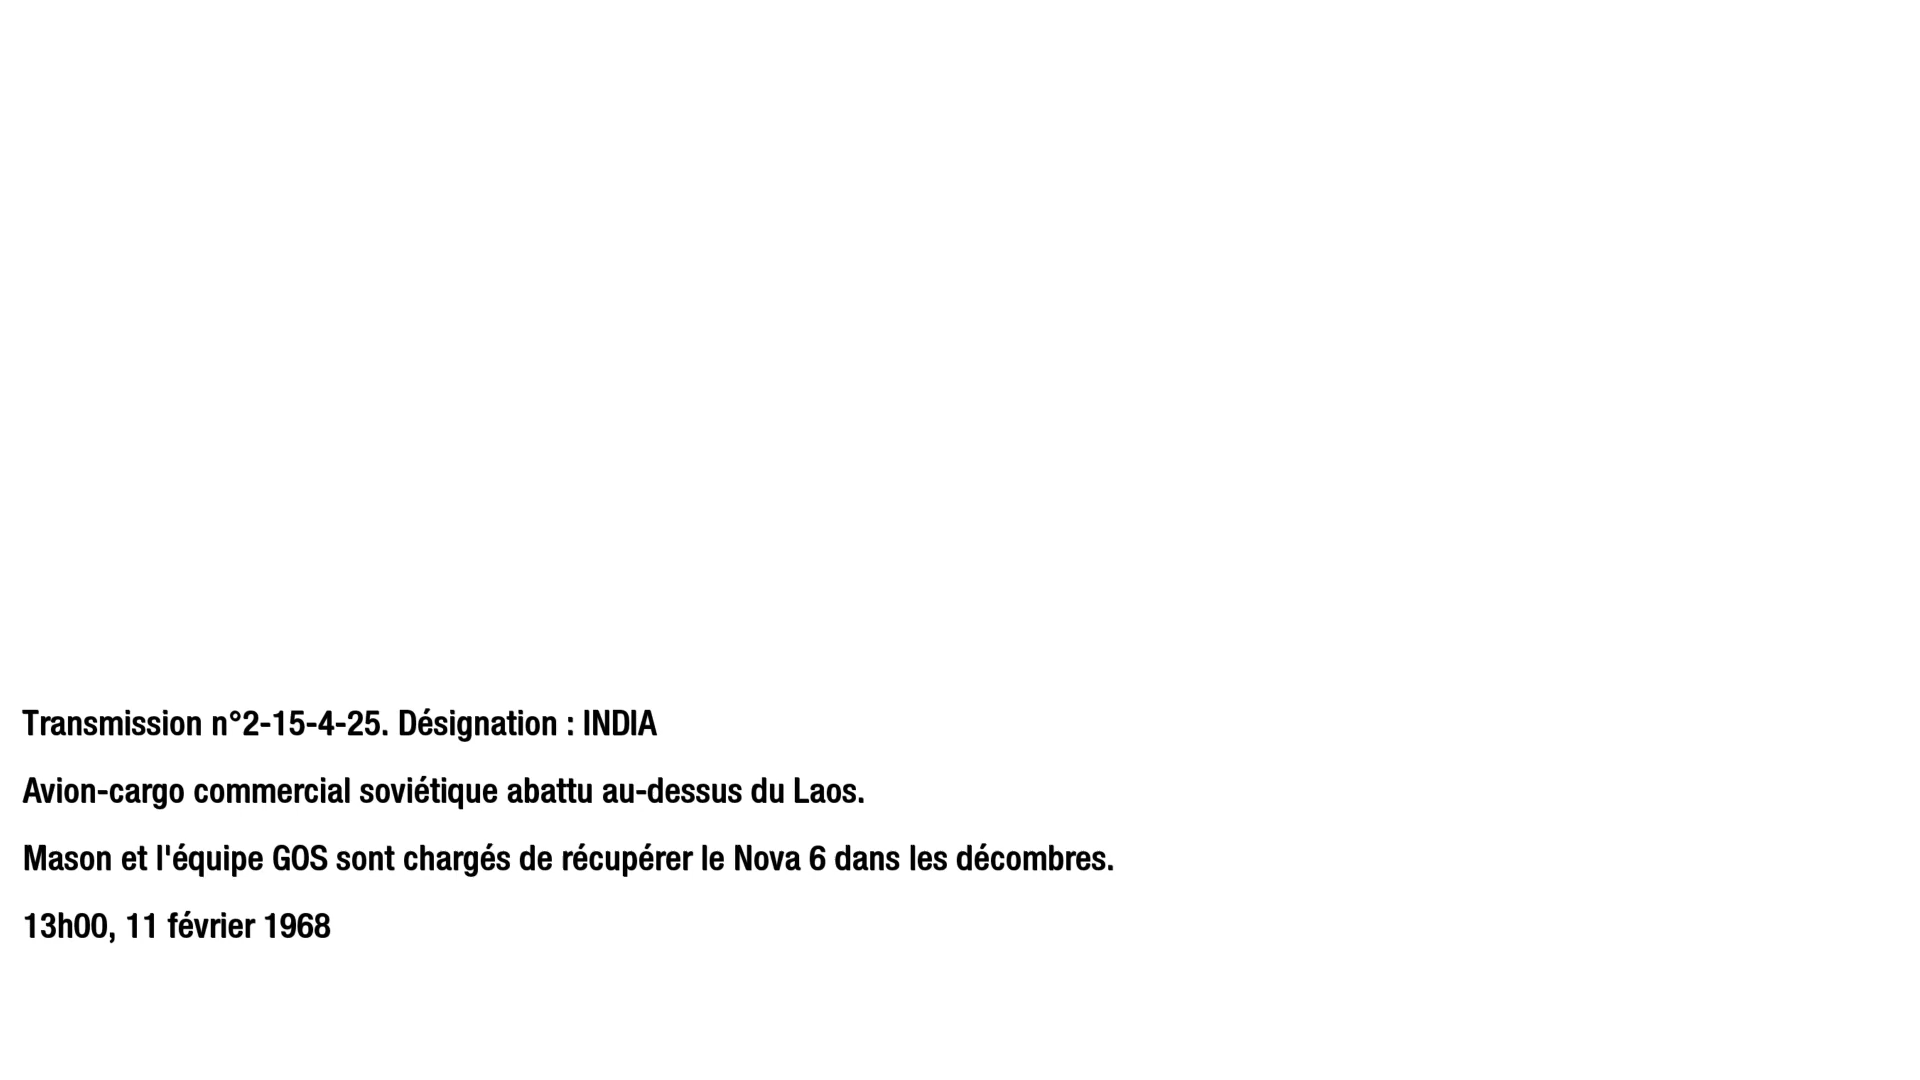 Transmission n°2-15-4-25. Désignation : INDIA
Avion-cargo commercial soviétique abattu au-dessus du Laos.
Mason et l'équipe GOS sont chargés de récupérer le Nova 6 dans les décombres.
13h00, 11 février 1968